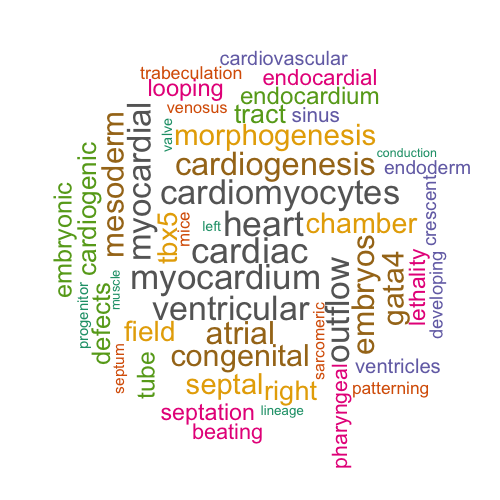 cardiovascular
trabeculation
endocardial
looping
endocardium
venosus
tract
sinus
valve
morphogenesis
myocardial
mesoderm
cardiogenesis
conduction
endoderm
cardiogenic
embryonic
cardiomyocytes
crescent
tbx5
mice
left
heart
chamber
cardiac
developing
myocardium
outflow
embryos
gata4
lethality
progenitor
defects
muscle
ventricular
sarcomeric
field
atrial
septum
tube
congenital
ventricles
pharyngeal
septal
right
patterning
septation
lineage
beating